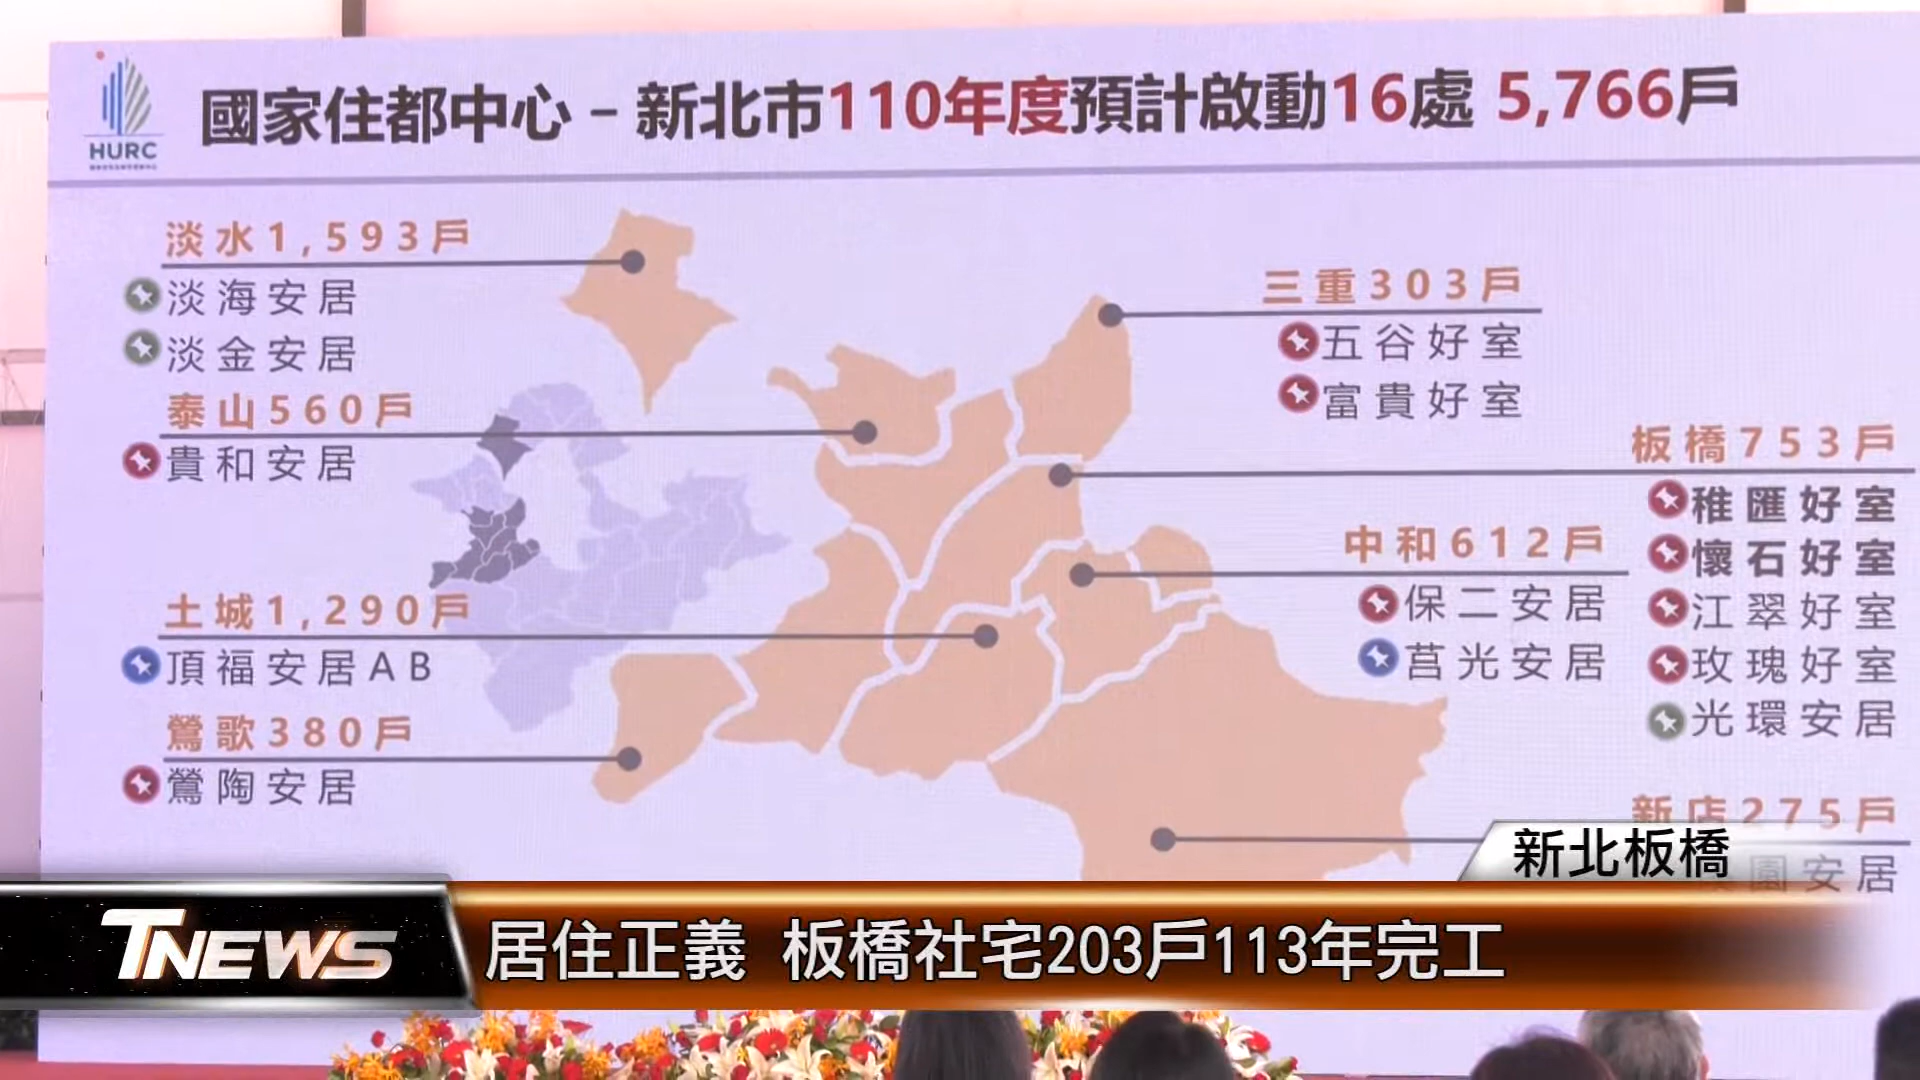 HURC
國家住都中心－新北市110年度預計啟動16處 5,766戶
淡水1,593戶
淡海安居
淡金安居
泰山560戶
貴和安居
土城1,290戶
頂福安居AB
鶯歌380戶
鶯陶安居
三重303戶
五谷好室
富貴好室
板橋753戶
稚匯好室
懷石好室
江翠好室
玫瑰好室
光環安居
中和612戶
保二安居
莒光安居
新店275戶
園安居
新北板橋
TNEWS
居住正義 板橋社宅203戶113年完工